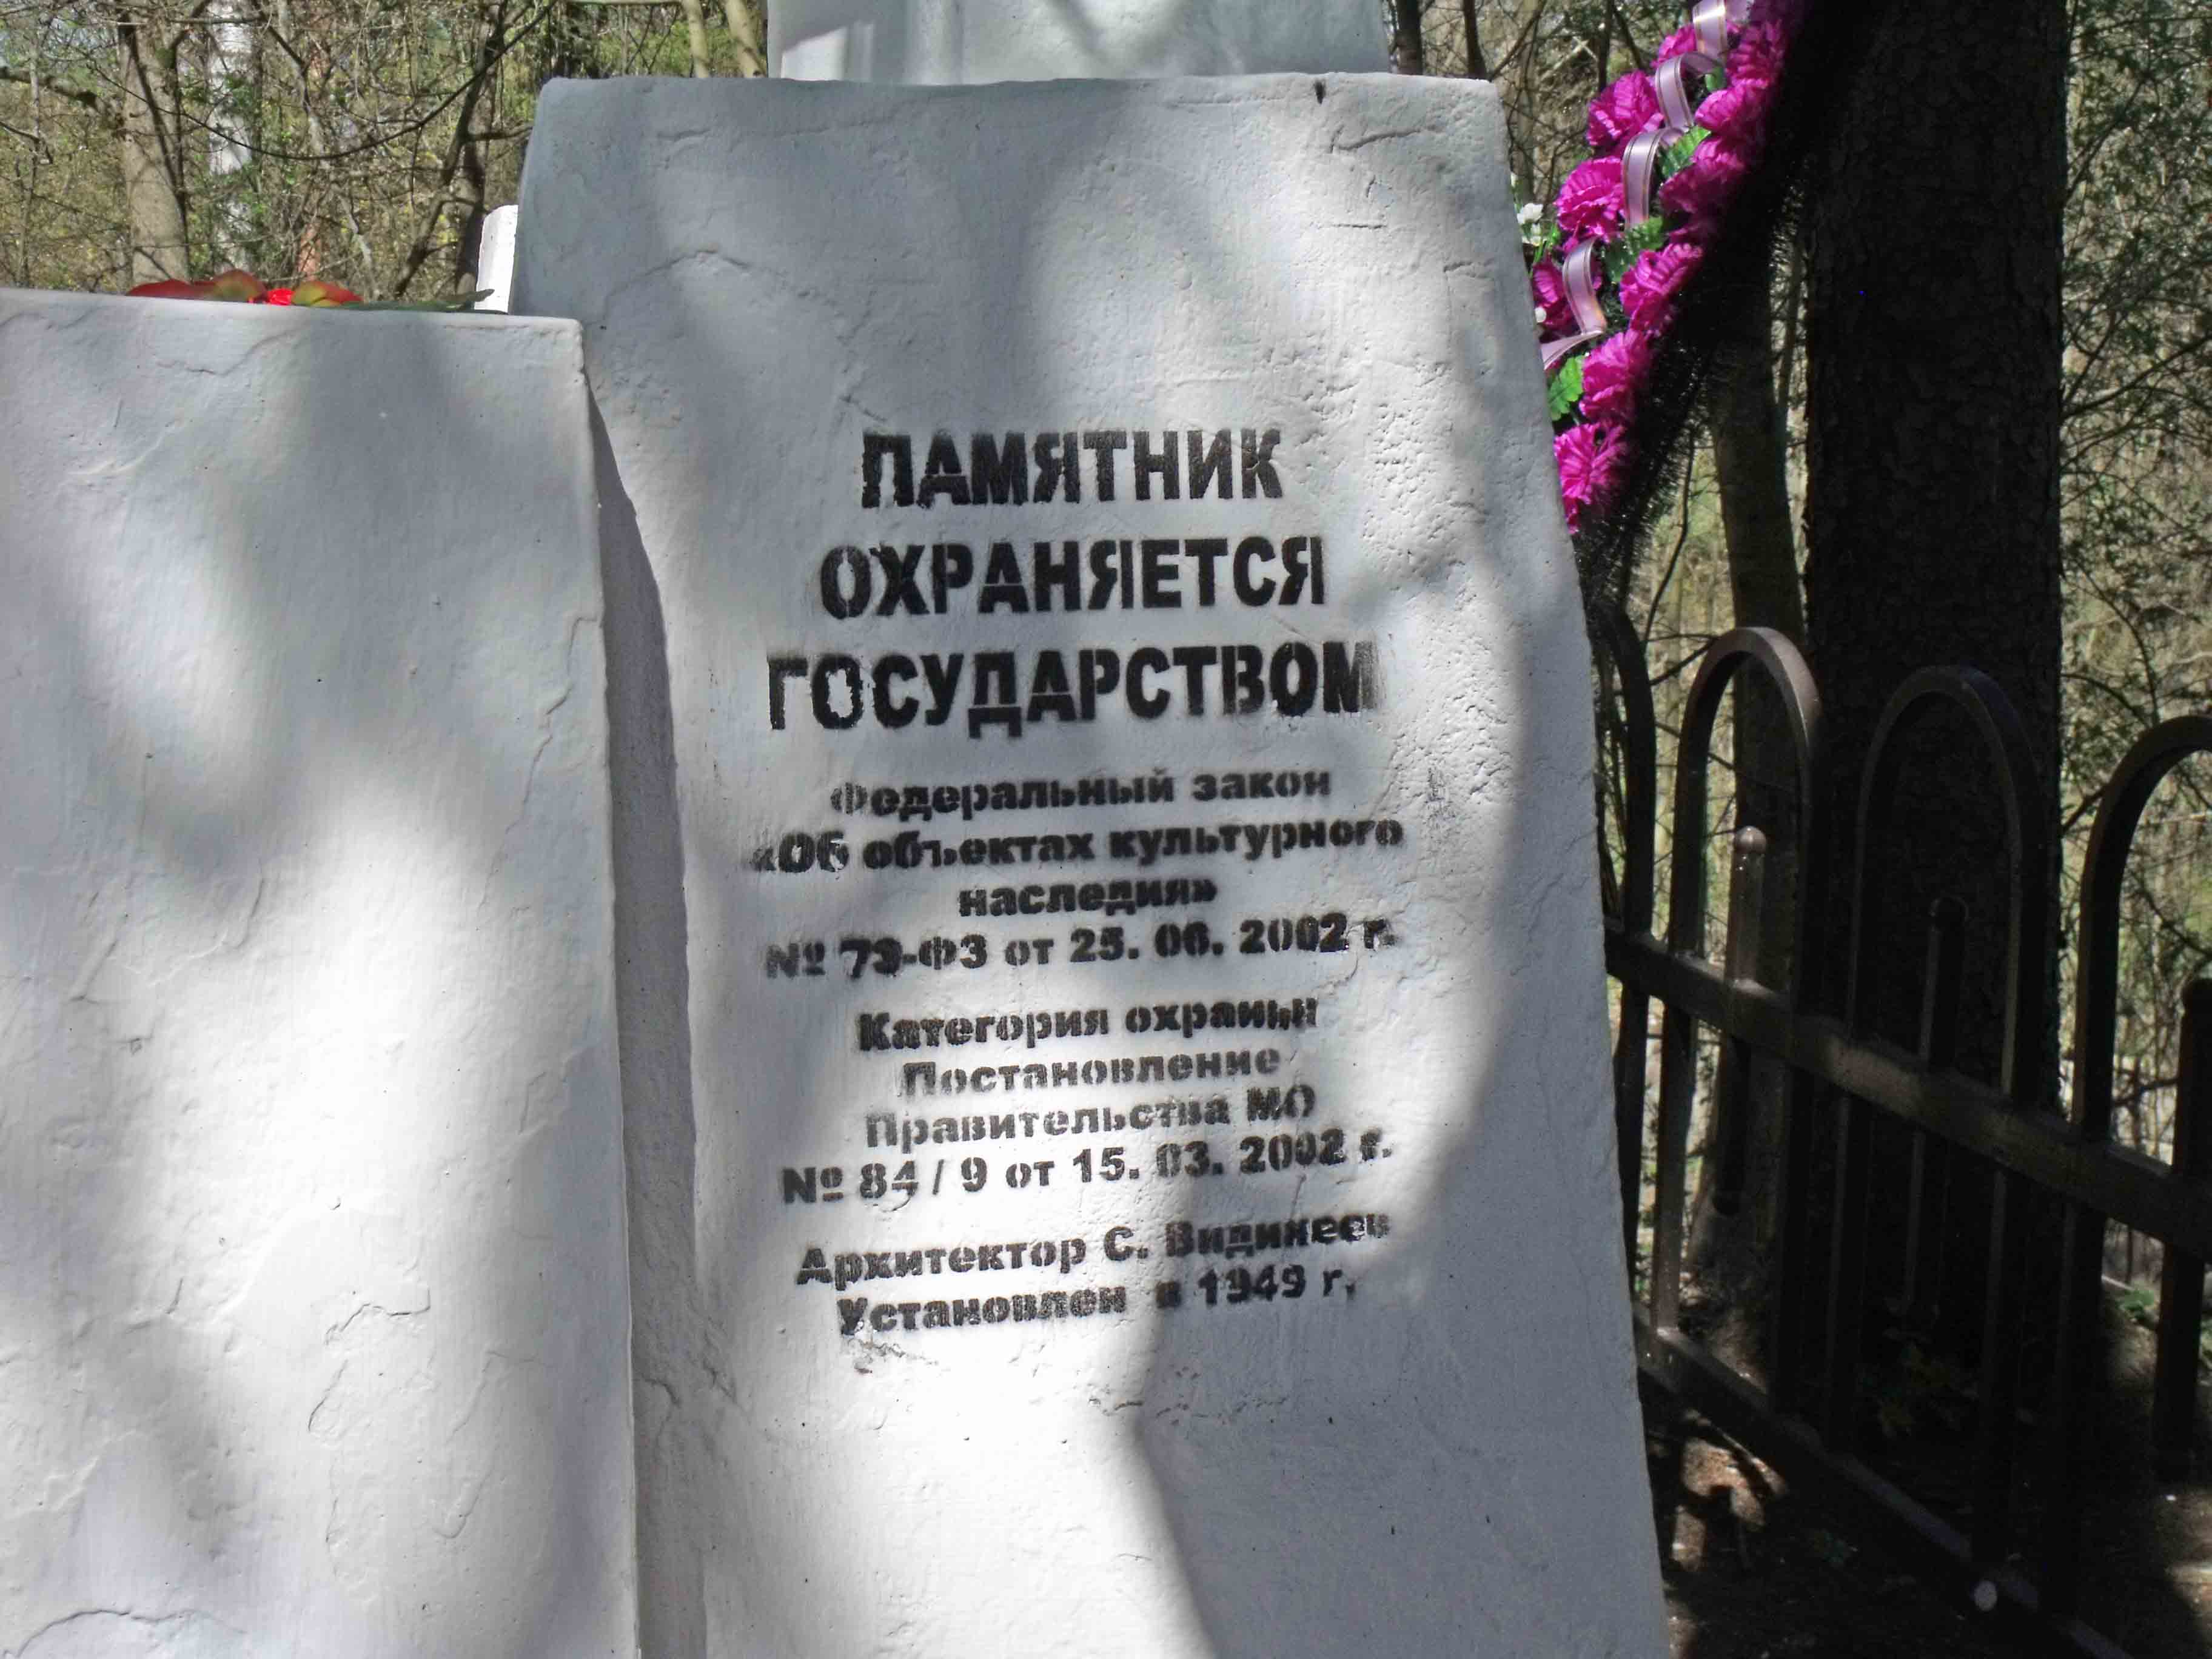 ПАМЯТНИК
ОХРАНЯЕТСЯ
ГОСУДАРСТВОМ
Федеральный закон
«Об объектах культурного
наследия»
№ 73-ФЗ от 25. 06. 2002 г.
Категория охраны
Постановление
Правительства МО
№ 84 / 9 от 15. 03. 2002 г.
Архитектор С. Видинеев
Установлен в 1949 г.